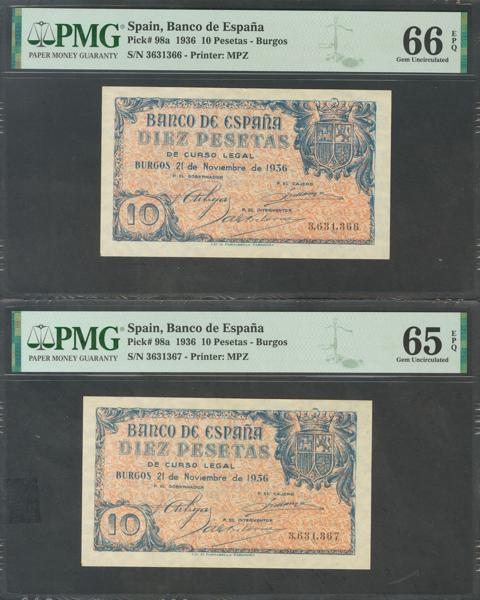 PMG
PAPER MONEY GUARANTY
Spain, Banco de España
Pick# 98a 1936 10 Pesetas - Burgos
S/N 3631366 - Printer: MPZ
66 EPQ
Gem Uncirculated
BANCO DE ESPAÑA
DIEZ PESETAS
DE CURSO LEGAL
BURGOS 21 de Noviembre de 1936
P. EL GOBERNADOR
P. EL CAJERO
P. EL INTERVENTOR
10
3.631.366
PMG
PAPER MONEY GUARANTY
Spain, Banco de España
Pick# 98a 1936 10 Pesetas - Burgos
S/N 3631367 - Printer: MPZ
65 EPQ
Gem Uncirculated
BANCO DE ESPAÑA
DIEZ PESETAS
DE CURSO LEGAL
BURGOS 21 de Noviembre de 1936
P. EL GOBERNADOR
P. EL CAJERO
P. EL INTERVENTOR
10
3.631.367